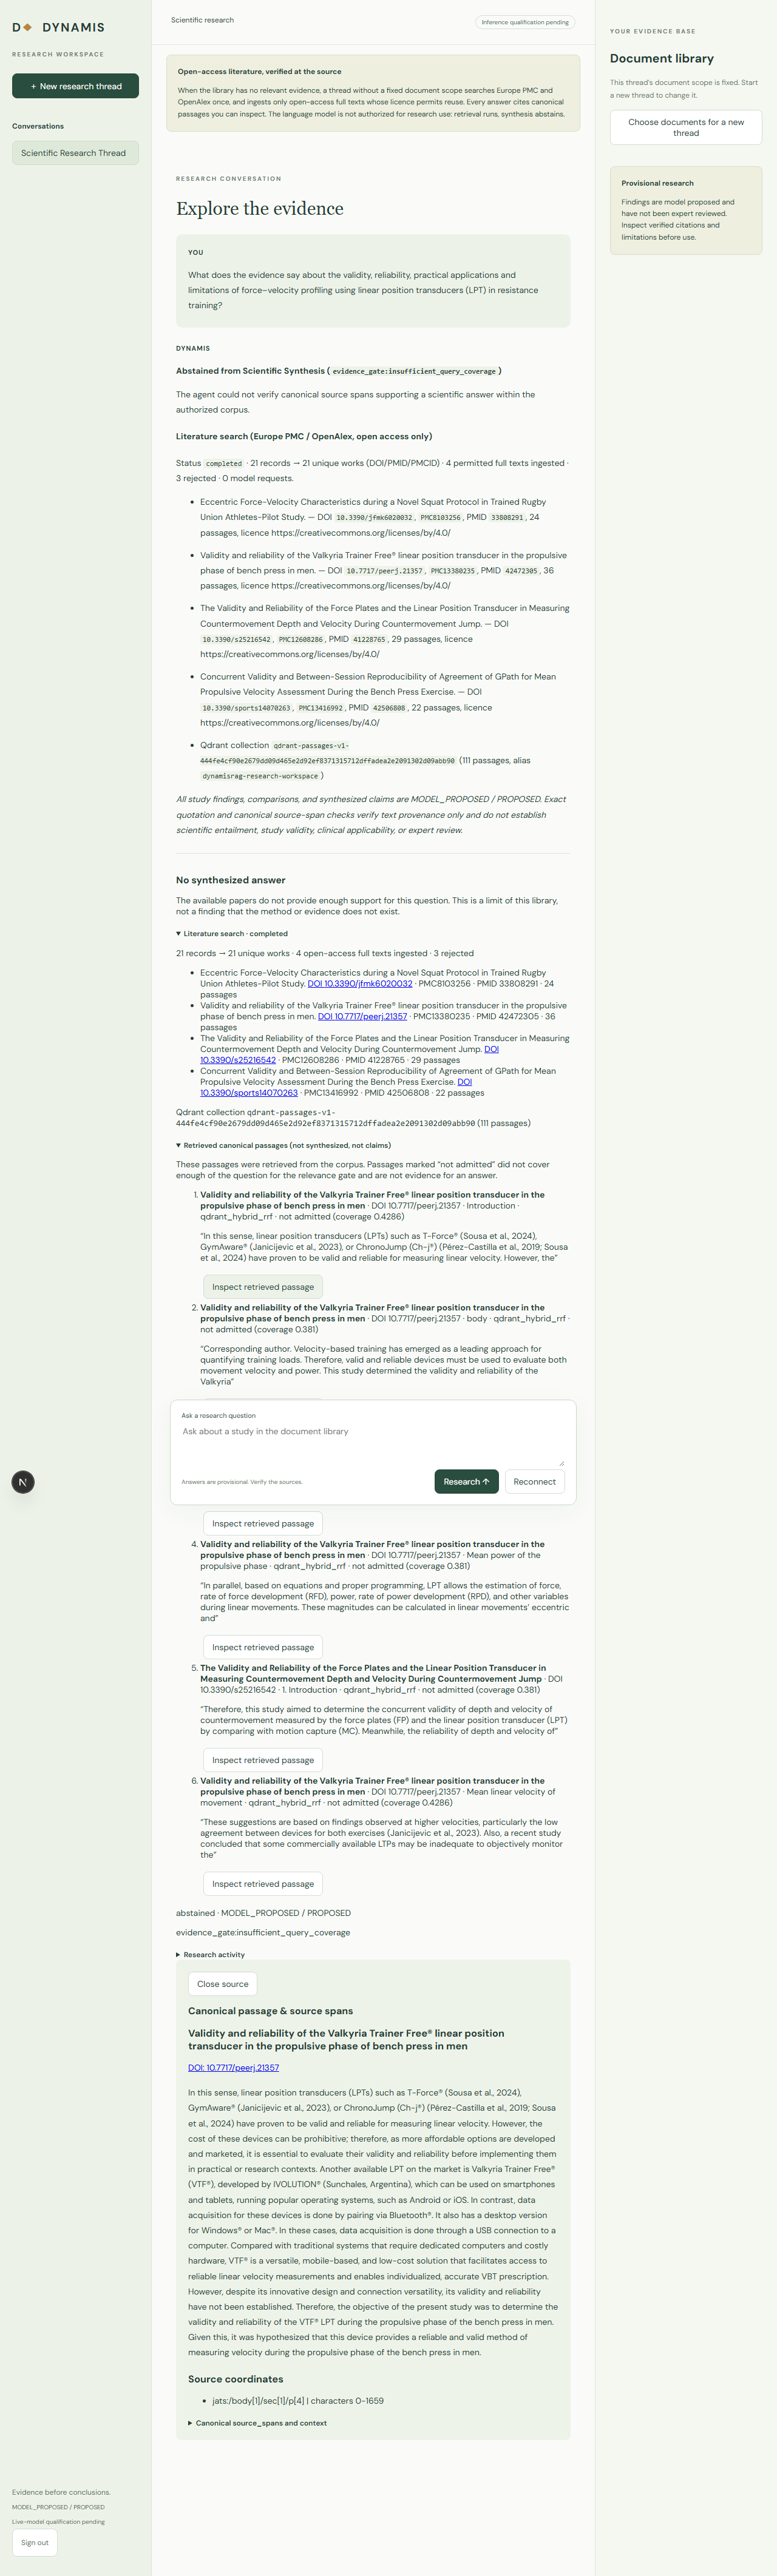 D◆ DYNAMIS
RESEARCH WORKSPACE
+ New research thread
Conversations
Scientific Research Thread
Scientific research
Inference qualification pending
Open-access literature, verified at the source
When the library has no relevant evidence, a thread without a fixed document scope searches Europe PMC and
OpenAlex once, and ingests only open-access full texts whose licence permits reuse. Every answer cites canonical
passages you can inspect. The language model is not authorized for research use: retrieval runs, synthesis abstains.
RESEARCH CONVERSATION
Explore the evidence
YOU
What does the evidence say about the validity, reliability, practical applications and
limitations of force–velocity profiling using linear position transducers (LPT) in resistance
training?
DYNAMIS
Abstained from Scientific Synthesis ( evidence_gate:insufficient_query_coverage )
The agent could not verify canonical source spans supporting a scientific answer within the
authorized corpus.
Literature search (Europe PMC / OpenAlex, open access only)
Status completed · 21 records → 21 unique works (DOI/PMID/PMCID) · 4 permitted full texts ingested ·
3 rejected · 0 model requests.
• Eccentric Force-Velocity Characteristics during a Novel Squat Protocol in Trained Rugby
Union Athletes-Pilot Study. — DOI 10.3390/jfmk6020032 , PMC8103256 , PMID 33808291 , 24
passages, licence https://creativecommons.org/licenses/by/4.0/
• Validity and reliability of the Valkyria Trainer Free® linear position transducer in the propulsive
phase of bench press in men. — DOI 10.7717/peerj.21357 , PMC13380235 , PMID 42472305 , 36
passages, licence https://creativecommons.org/licenses/by/4.0/
• The Validity and Reliability of the Force Plates and the Linear Position Transducer in Measuring
Countermovement Depth and Velocity During Countermovement Jump. — DOI
10.3390/s25216542 , PMC12608286 , PMID 41228765 , 29 passages, licence
https://creativecommons.org/licenses/by/4.0/
• Concurrent Validity and Between-Session Reproducibility of Agreement of GPath for Mean
Propulsive Velocity Assessment During the Bench Press Exercise. — DOI
10.3390/sports14070263 , PMC13416992 , PMID 42506808 , 22 passages, licence
https://creativecommons.org/licenses/by/4.0/
• Qdrant collection qdrant-passages-v1-
444fe4cf90e2679dd09d465e2d92ef8371315712dffadea2e2091302d09abb90 (111 passages, alias
dynamisrag-research-workspace )
All study findings, comparisons, and synthesized claims are MODEL_PROPOSED / PROPOSED. Exact
quotation and canonical source-span checks verify text provenance only and do not establish
scientific entailment, study validity, clinical applicability, or expert review.
No synthesized answer
The available papers do not provide enough support for this question. This is a limit of this library,
not a finding that the method or evidence does not exist.
▼ Literature search · completed
21 records → 21 unique works · 4 open-access full texts ingested · 3 rejected
• Eccentric Force-Velocity Characteristics during a Novel Squat Protocol in Trained Rugby
Union Athletes-Pilot Study. DOI 10.3390/jfmk6020032 · PMC8103256 · PMID 33808291 · 24
passages
• Validity and reliability of the Valkyria Trainer Free® linear position transducer in the propulsive
phase of bench press in men. DOI 10.7717/peerj.21357 · PMC13380235 · PMID 42472305 · 36
passages
• The Validity and Reliability of the Force Plates and the Linear Position Transducer in Measuring
Countermovement Depth and Velocity During Countermovement Jump. DOI
10.3390/s25216542 · PMC12608286 · PMID 41228765 · 29 passages
• Concurrent Validity and Between-Session Reproducibility of Agreement of GPath for Mean
Propulsive Velocity Assessment During the Bench Press Exercise. DOI
10.3390/sports14070263 · PMC13416992 · PMID 42506808 · 22 passages
Qdrant collection qdrant-passages-v1-
444fe4cf90e2679dd09d465e2d92ef8371315712dffadea2e2091302d09abb90 (111 passages)
▼ Retrieved canonical passages (not synthesized, not claims)
These passages were retrieved from the corpus. Passages marked “not admitted” did not cover
enough of the question for the relevance gate and are not evidence for an answer.
1. Validity and reliability of the Valkyria Trainer Free® linear position transducer in the
propulsive phase of bench press in men · DOI 10.7717/peerj.21357 · Introduction ·
qdrant_hybrid_rrf · not admitted (coverage 0.4286)
“In this sense, linear position transducers (LPTs) such as T-Force® (Sousa et al., 2024),
GymAware® (Janicijevic et al., 2023), or ChronoJump (Ch-j®) (Pérez-Castilla et al., 2019; Sousa
et al., 2024) have proven to be valid and reliable for measuring linear velocity. However, the”
Inspect retrieved passage
2. Validity and reliability of the Valkyria Trainer Free® linear position transducer in the
propulsive phase of bench press in men · DOI 10.7717/peerj.21357 · body · qdrant_hybrid_rrf ·
not admitted (coverage 0.381)
“Corresponding author. Velocity-based training has emerged as a leading approach for
quantifying training loads. Therefore, valid and reliable devices must be used to evaluate both
movement velocity and power. This study determined the validity and reliability of the
Valkyria”
Ask a research question
Ask about a study in the document library
Answers are provisional. Verify the sources.
Research ↑
Reconnect
N
Inspect retrieved passage
4. Validity and reliability of the Valkyria Trainer Free® linear position transducer in the
propulsive phase of bench press in men · DOI 10.7717/peerj.21357 · Mean power of the
propulsive phase · qdrant_hybrid_rrf · not admitted (coverage 0.381)
“In parallel, based on equations and proper programming, LPT allows the estimation of force,
rate of force development (RFD), power, rate of power development (RPD), and other variables
during linear movements. These magnitudes can be calculated in linear movements’ eccentric
and”
Inspect retrieved passage
5. The Validity and Reliability of the Force Plates and the Linear Position Transducer in
Measuring Countermovement Depth and Velocity During Countermovement Jump · DOI
10.3390/s25216542 · 1. Introduction · qdrant_hybrid_rrf · not admitted (coverage 0.381)
“Therefore, this study aimed to determine the concurrent validity of depth and velocity of
countermovement measured by the force plates (FP) and the linear position transducer (LPT)
by comparing with motion capture (MC). Meanwhile, the reliability of depth and velocity of”
Inspect retrieved passage
6. Validity and reliability of the Valkyria Trainer Free® linear position transducer in the
propulsive phase of bench press in men · DOI 10.7717/peerj.21357 · Mean linear velocity of
movement · qdrant_hybrid_rrf · not admitted (coverage 0.4286)
“These suggestions are based on findings observed at higher velocities, particularly the low
agreement between devices for both exercises (Janicijevic et al., 2023). Also, a recent study
concluded that some commercially available LTPs may be inadequate to objectively monitor
the”
Inspect retrieved passage
abstained · MODEL_PROPOSED / PROPOSED
evidence_gate:insufficient_query_coverage
▶ Research activity
Close source
Canonical passage & source spans
Validity and reliability of the Valkyria Trainer Free® linear position
transducer in the propulsive phase of bench press in men
DOI: 10.7717/peerj.21357
In this sense, linear position transducers (LPTs) such as T-Force® (Sousa et al., 2024),
GymAware® (Janicijevic et al., 2023), or ChronoJump (Ch-j®) (Pérez-Castilla et al., 2019; Sousa
et al., 2024) have proven to be valid and reliable for measuring linear velocity. However, the
cost of these devices can be prohibitive; therefore, as more affordable options are developed
and marketed, it is essential to evaluate their validity and reliability before implementing them
in practical or research contexts. Another available LPT on the market is Valkyria Trainer Free®
(VTF®), developed by IVOLUTION® (Sunchales, Argentina), which can be used on smartphones
and tablets, running popular operating systems, such as Android or iOS. In contrast, data
acquisition for these devices is done by pairing via Bluetooth®. It also has a desktop version
for Windows® or Mac®. In these cases, data acquisition is done through a USB connection to a
computer. Compared with traditional systems that require dedicated computers and costly
hardware, VTF® is a versatile, mobile-based, and low-cost solution that facilitates access to
reliable linear velocity measurements and enables individualized, accurate VBT prescription.
However, despite its innovative design and connection versatility, its validity and reliability
have not been established. Therefore, the objective of the present study was to determine the
validity and reliability of the VTF® LPT during the propulsive phase of the bench press in men.
Given this, it was hypothesized that this device provides a reliable and valid method of
measuring velocity during the propulsive phase of the bench press in men.
Source coordinates
• jats:/body[1]/sec[1]/p[4] | characters 0-1659
▶ Canonical source_spans and context
YOUR EVIDENCE BASE
Document library
This thread’s document scope is fixed. Start
a new thread to change it.
Choose documents for a new
thread
Provisional research
Findings are model proposed and
have not been expert reviewed.
Inspect verified citations and
limitations before use.
Evidence before conclusions.
MODEL_PROPOSED / PROPOSED
Live-model qualification pending
Sign out